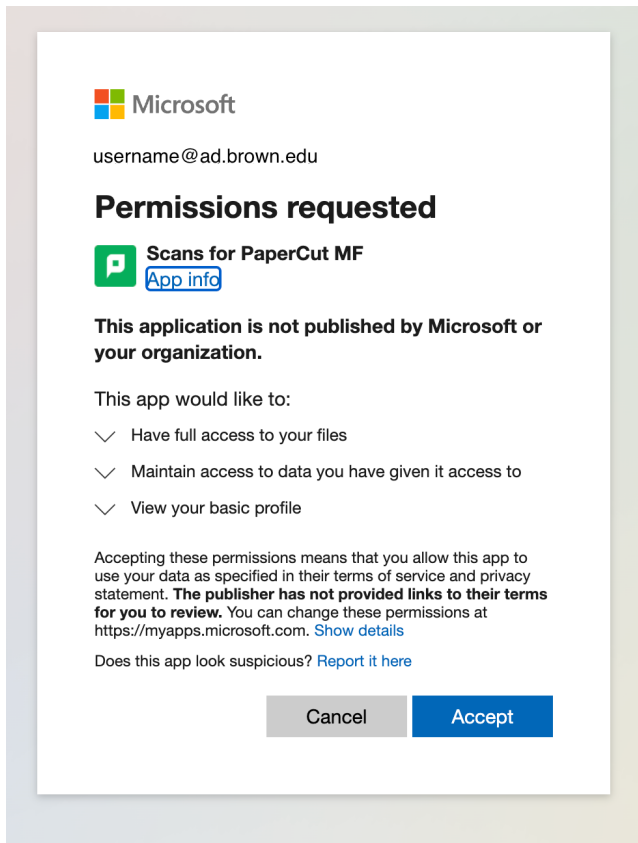 Microsoft
username@ad.brown.edu
Permissions requested
Scans for PaperCut MF
App info
This application is not published by Microsoft or
your organization.
This app would like to:
Have full access to your files
Maintain access to data you have given it access to
View your basic profile
Accepting these permissions means that you allow this app to
use your data as specified in their terms of service and privacy
statement. The publisher has not provided links to their terms
for you to review. You can change these permissions at
https://myapps.microsoft.com. Show details
Does this app look suspicious? Report it here
Cancel
Accept